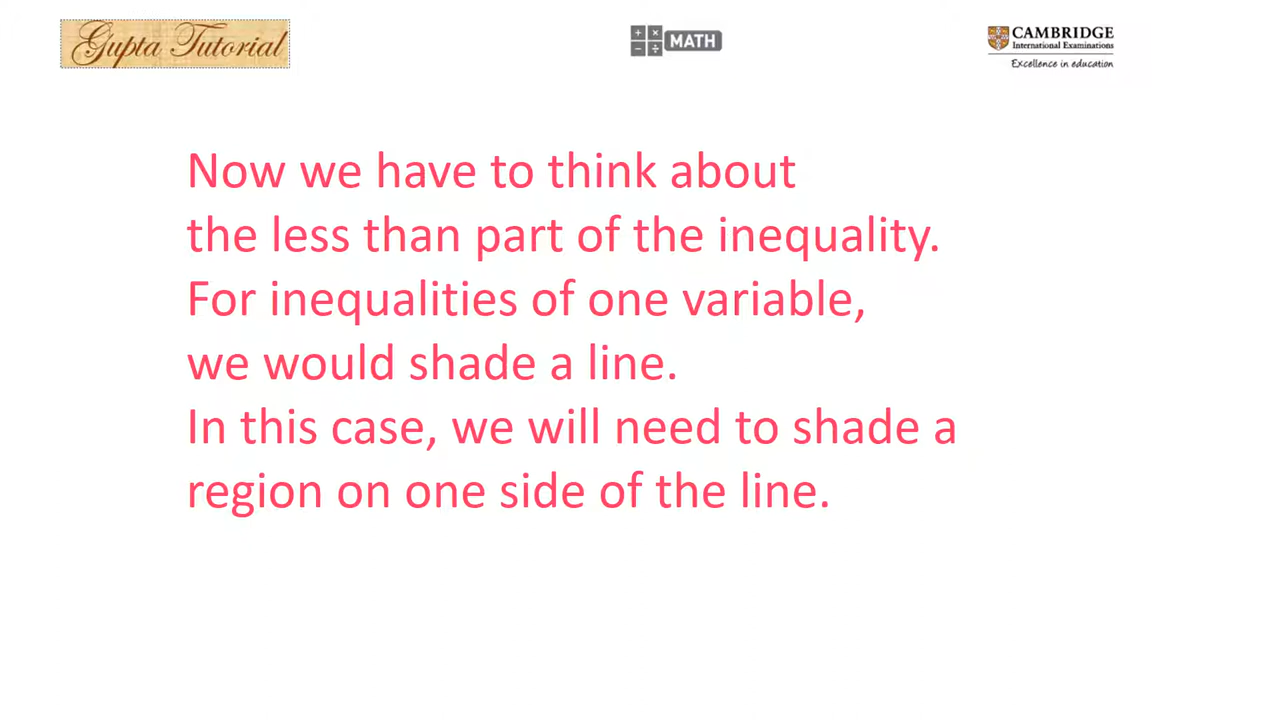 Gupta Tutorial
+ × - ÷ MATH
CAMBRIDGE
International Examinations
Excellence in education
Now we have to think about
the less than part of the inequality.
For inequalities of one variable,
we would shade a line.
In this case, we will need to shade a
region on one side of the line.